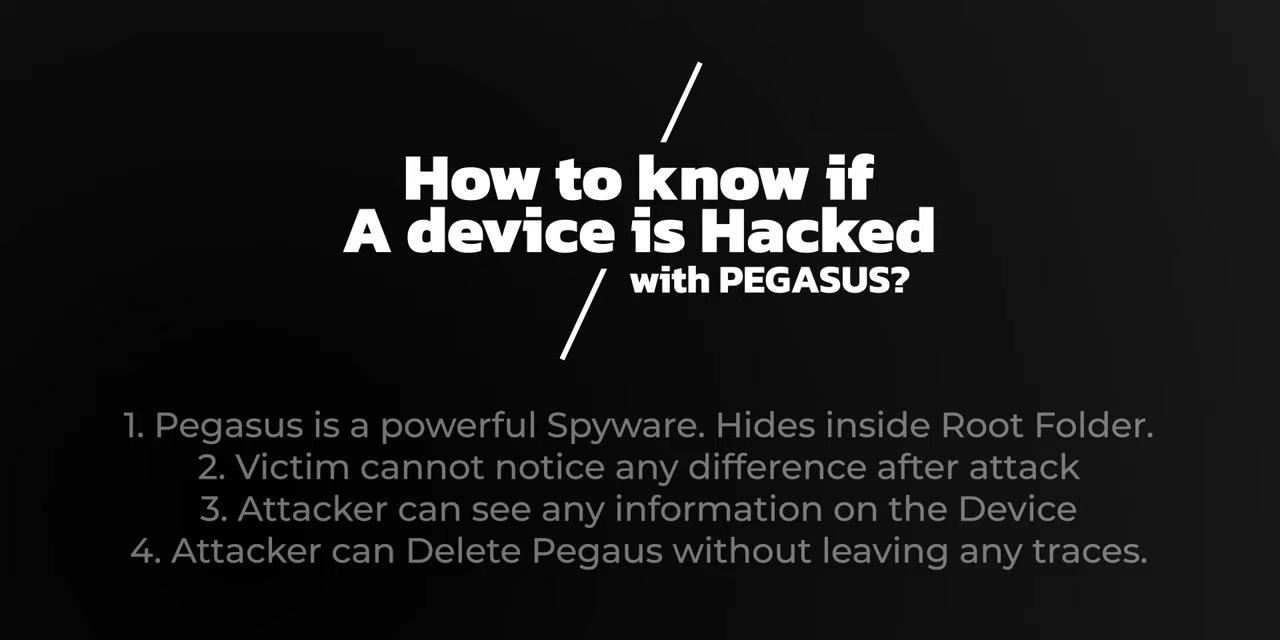 How to know if
A device is Hacked
with PEGASUS?
1. Pegasus is a powerful Spyware. Hides inside Root Folder.
2. Victim cannot notice any difference after attack
3. Attacker can see any information on the Device
4. Attacker can Delete Pegaus without leaving any traces.